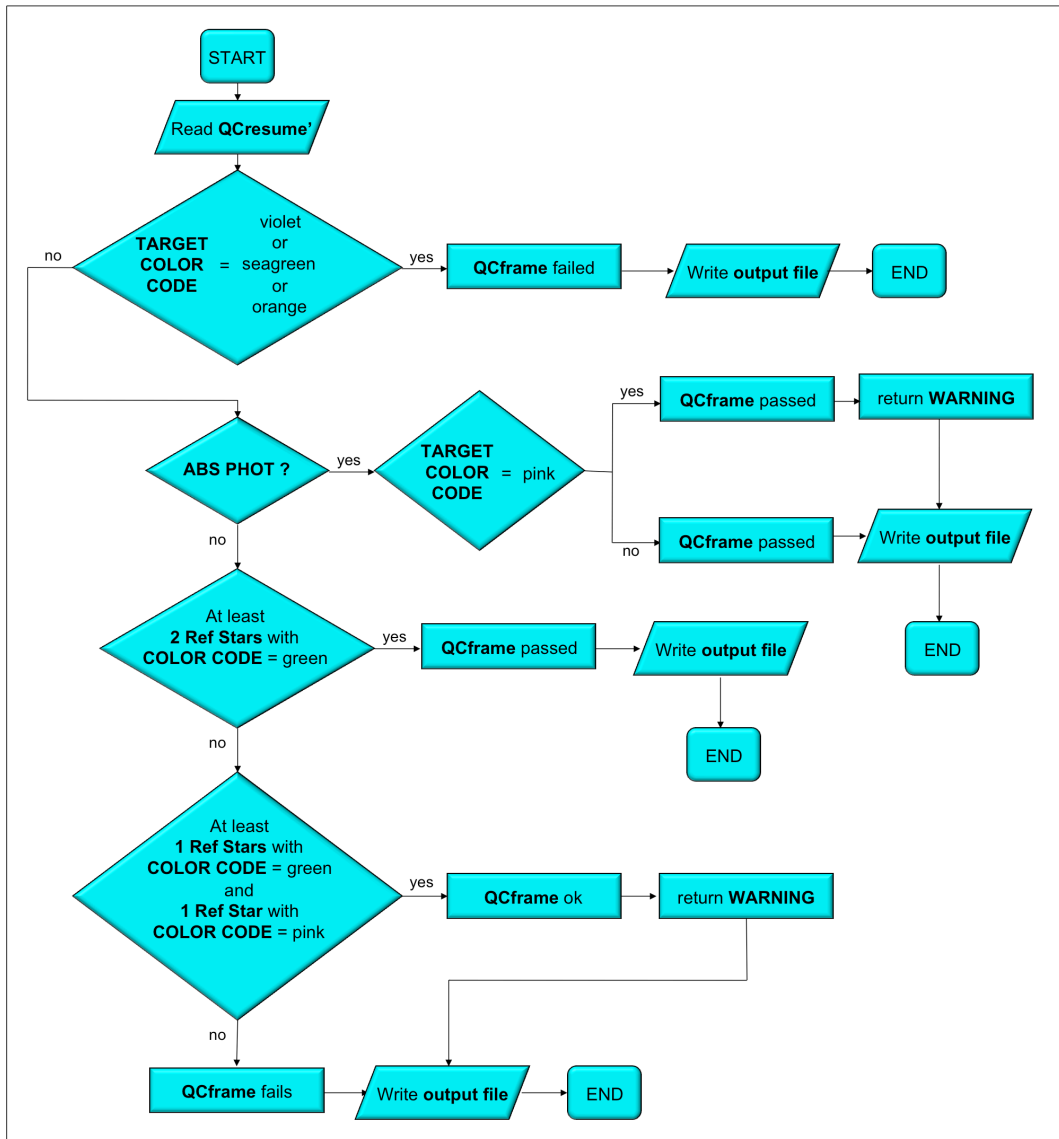 START
Read QCresume'
TARGET
COLOR
CODE
=
violet
or
seagreen
or
orange
no
yes
QCframe failed
Write output file
END
ABS PHOT ?
yes
TARGET
COLOR
CODE
= pink
yes
QCframe passed
return WARNING
no
QCframe passed
Write output file
END
no
At least
2 Ref Stars with
COLOR CODE = green
yes
QCframe passed
Write output file
END
no
At least
1 Ref Stars with
COLOR CODE = green
and
1 Ref Star with
COLOR CODE = pink
yes
QCframe ok
return WARNING
no
QCframe fails
Write output file
END